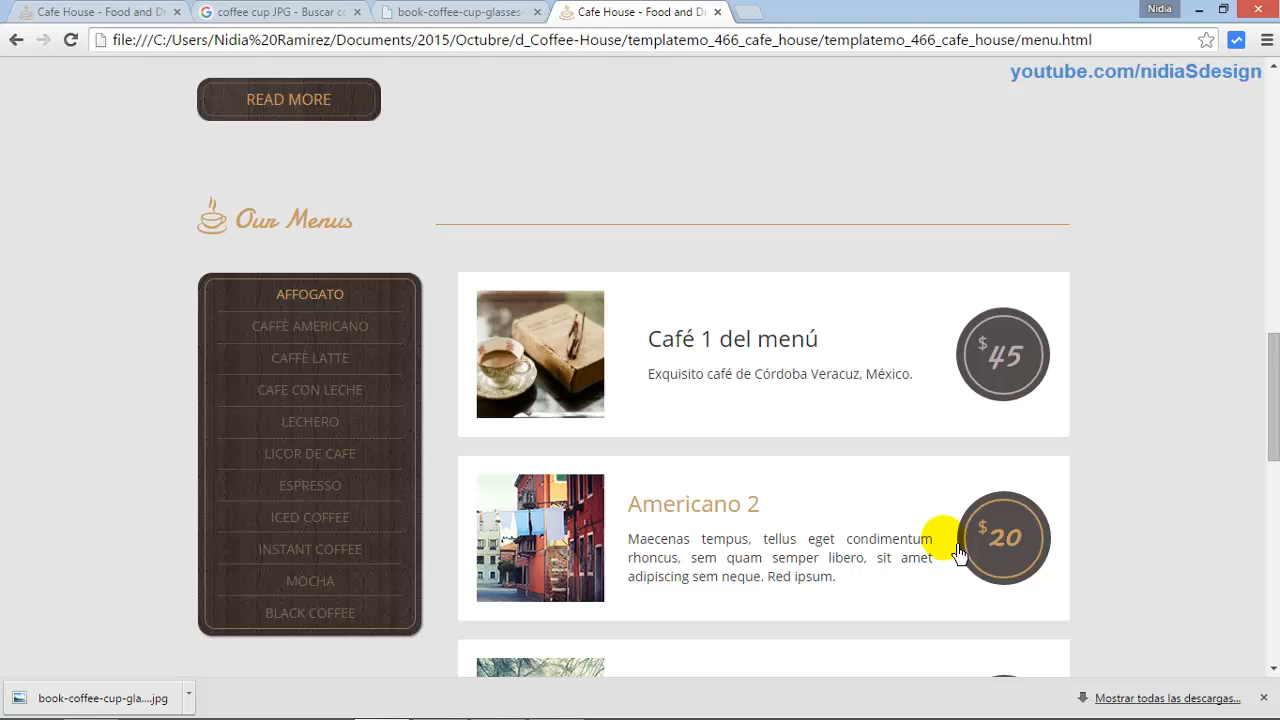 Cafe House - Food and Dr
coffee cup JPG - Buscar co
book-coffee-cup-glasses-
Cafe House - Food and Dr
Nidia
file:///C:/Users/Nidia%20Ramirez/Documents/2015/Octubre/d_Coffee-House/templatemo_466_cafe_house/templatemo_466_cafe_house/menu.html
youtube.com/nidiaSdesign
READ MORE
Our Menus
AFFOGATO
CAFFÈ AMERICANO
CAFFÈ LATTE
CAFE CON LECHE
LECHERO
LICOR DE CAFE
ESPRESSO
ICED COFFEE
INSTANT COFFEE
MOCHA
BLACK COFFEE
Café 1 del menú
Exquisito café de Córdoba Veracuz, México.
$45
Americano 2
Maecenas tempus, tellus eget condimentum
rhoncus, sem quam semper libero, sit amet
adipiscing sem neque. Red ipsum.
$20
book-coffee-cup-gla....jpg
Mostrar todas las descargas...